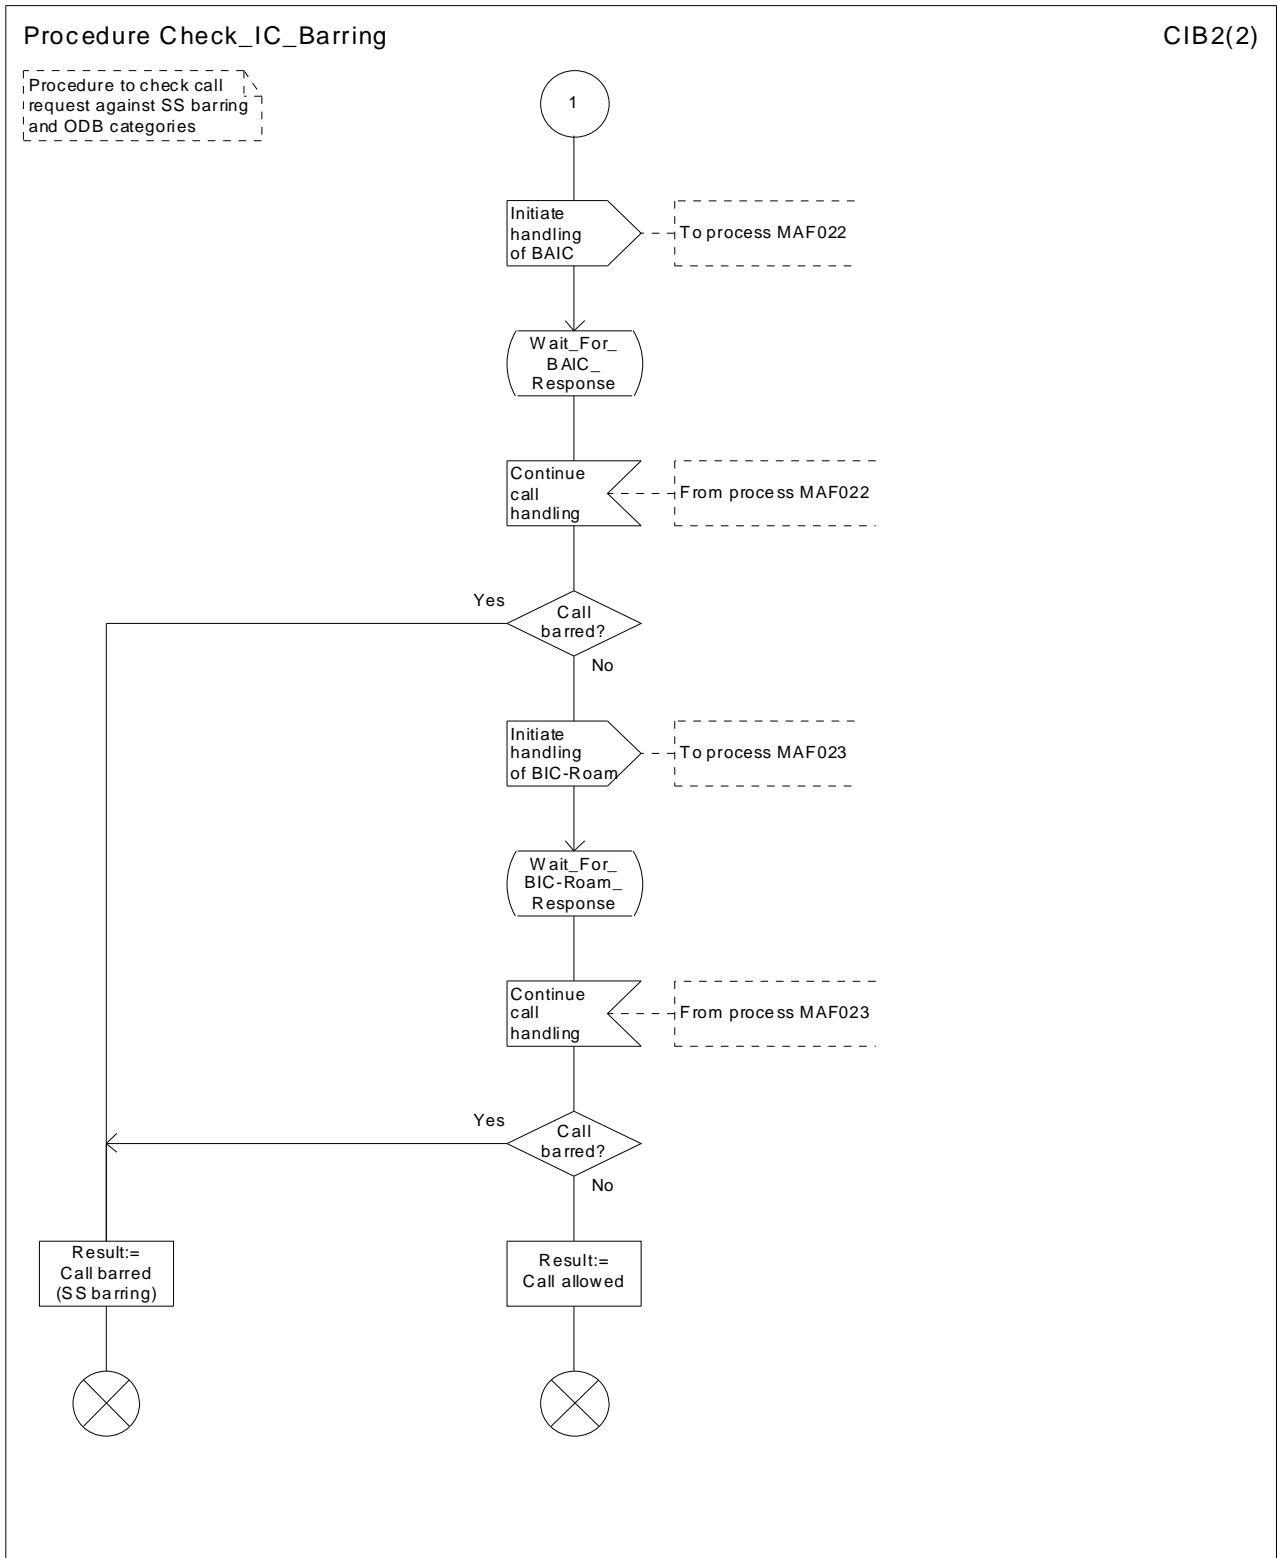 Procedure Check_IC_Barring
CIB2(2)
Procedure to check call
request against SS barring
and ODB categories
1
Initiate
handling
of BAIC
To process MAF022
Wait_For_
BAIC_
Response
Continue
call
handling
From process MAF022
Yes
Call
barred?
No
Initiate
handling
of BIC-Roam
To process MAF023
Wait_For_
BIC-Roam_
Response
Continue
call
handling
From process MAF023
Yes
Call
barred?
No
Result:=
Call barred
(SS barring)
Result:=
Call allowed